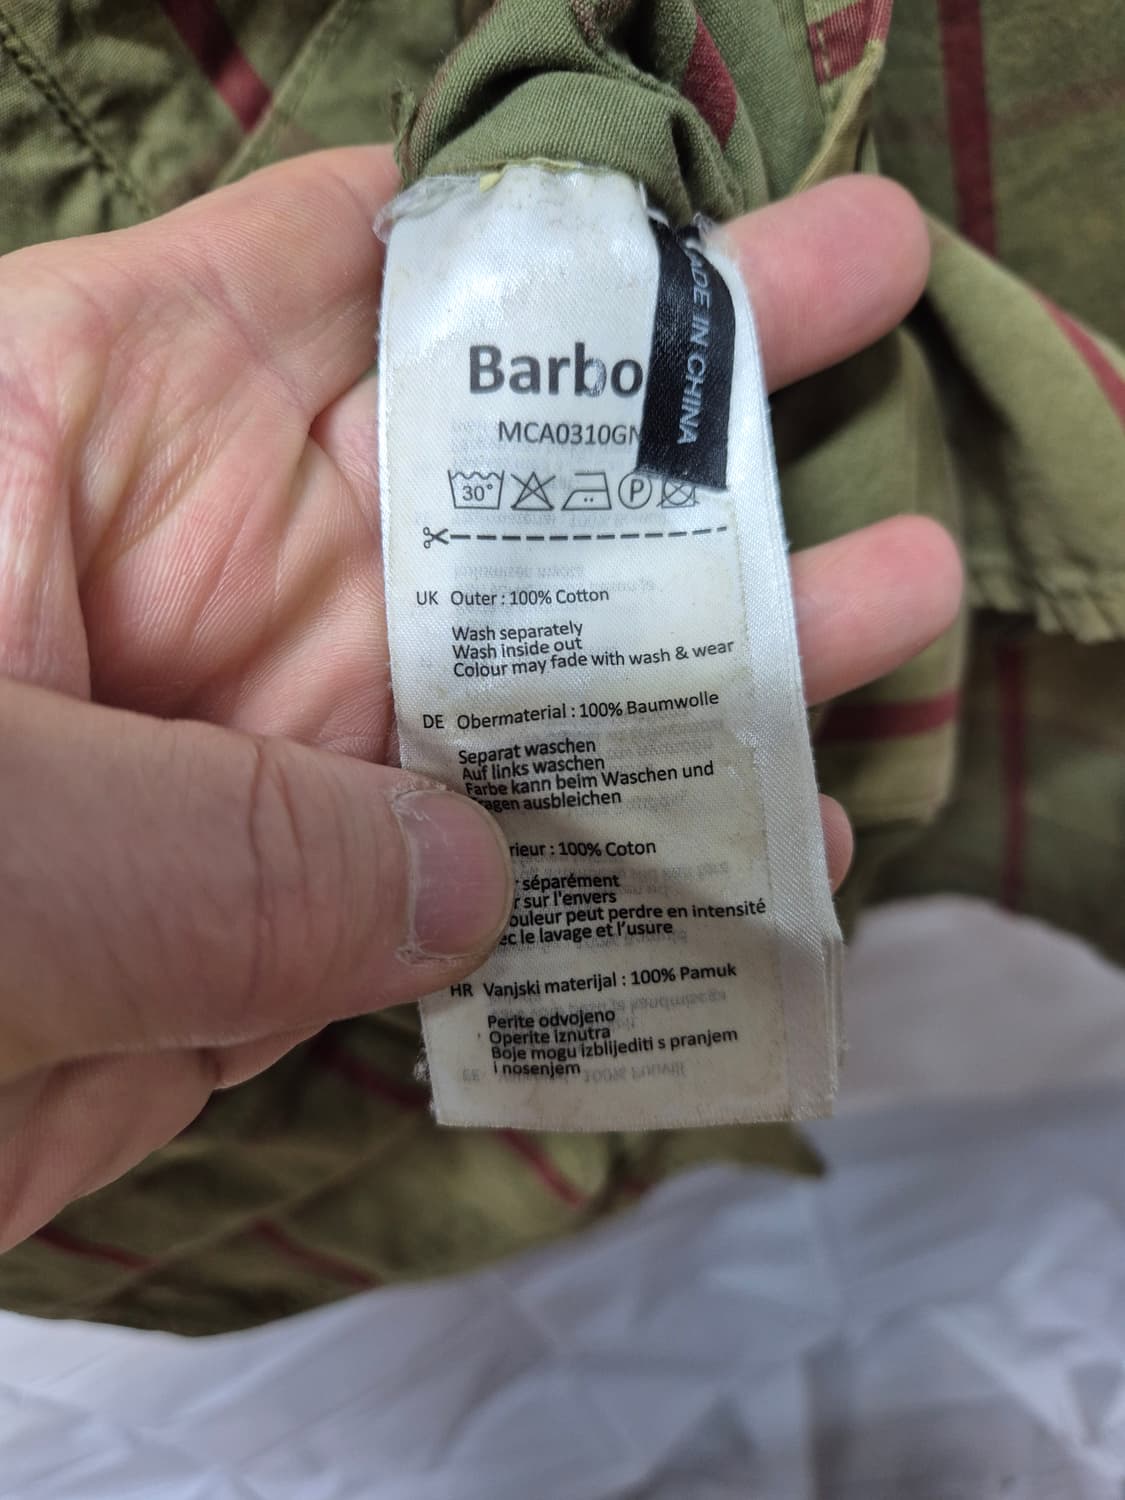 Barbo
MADE IN CHINA
MCA0310GN
30°
P
UK Outer : 100% Cotton
Wash separately
Wash inside out
Colour may fade with wash & wear
DE Obermaterial : 100% Baumwolle
Separat waschen
Auf links waschen
Farbe kann beim Waschen und
ragen ausbleichen
rieur : 100% Coton
r séparément
r sur l'envers
ouleur peut perdre en intensité
ec le lavage et l'usure
HR Vanjski materijal : 100% Pamuk
Perite odvojeno
Operite iznutra
Boje mogu izblijediti s pranjem
i nosenjem